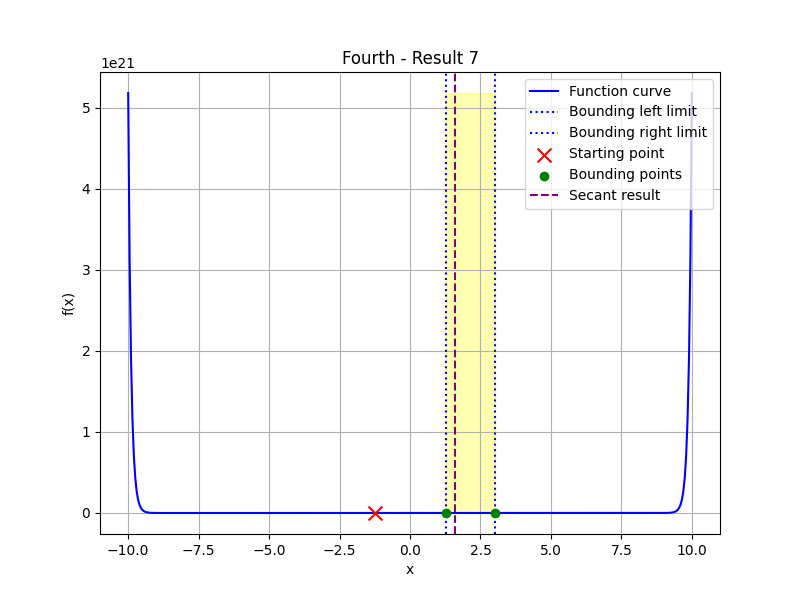 Fourth - Result 7
1e21
Function curve
Bounding left limit
Bounding right limit
Starting point
Bounding points
Secant result
5
4
3
2
1
0
f(x)
−10.0 −7.5 −5.0 −2.5 0.0 2.5 5.0 7.5 10.0
x